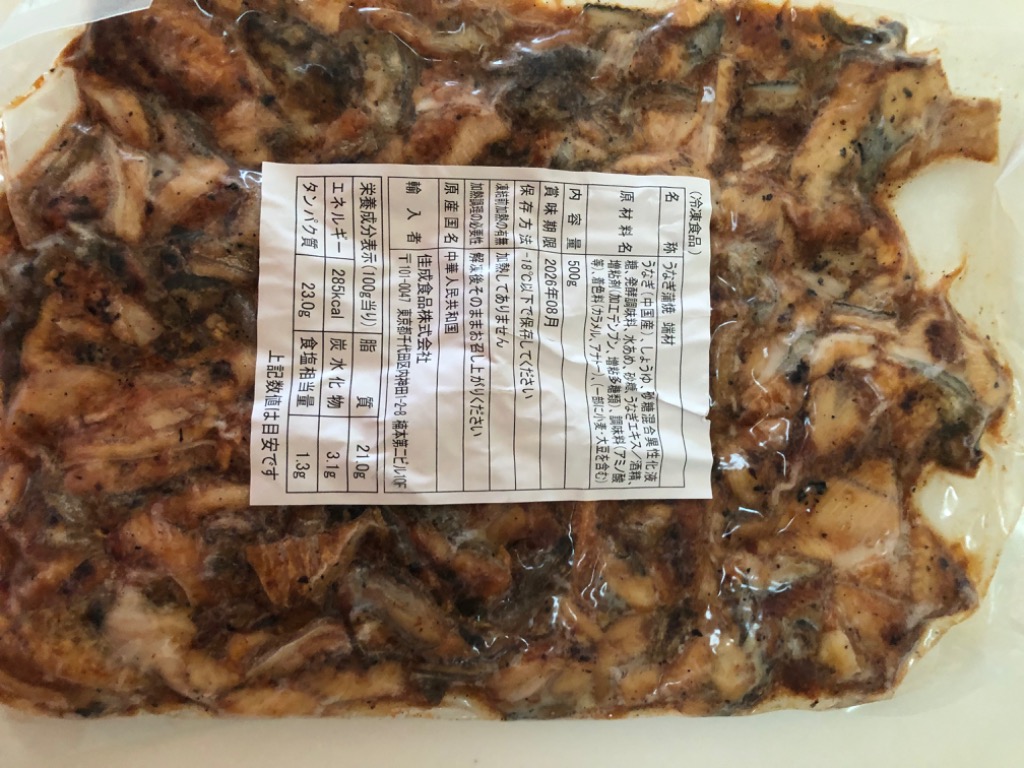 (冷凍食品)
名称 うなぎ蒲焼 端材
原材料名 うなぎ(中国産)、しょうゆ、砂糖混合異性化液
糖、発酵調味料、水あめ、砂糖、うなぎエキス/酒精、
増粘剤(加工デンプン、増粘多糖類)、調味料(アミノ酸
等)、着色料(カラメル、アナトー)、(一部に小麦・大豆を含む)
内容量 500g
賞味期限 2026年08月
保存方法 -18℃以下で保存してください
凍結前加熱の有無 加熱してありません
加熱調理の必要性 解凍後そのままお召し上がりください
原産国名 中華人民共和国
輸入者 佳成食品株式会社
〒101-0047 東京都千代田区内神田1-2-8 楠本第二ビル10F
栄養成分表示(100g当り) 脂質 21.0g
エネルギー 285kcal 炭水化物 3.1g
タンパク質 23.0g 食塩相当量 1.3g
上記数値は目安です